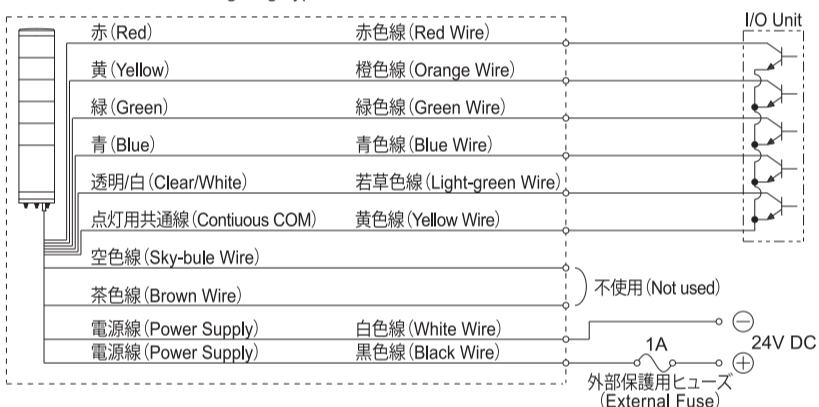 I/O Unit
赤(Red) 赤色線(Red Wire)
黄(Yellow) 橙色線(Orange Wire)
緑(Green) 緑色線(Green Wire)
青(Blue) 青色線(Blue Wire)
透明/白(Clear/White) 若草色線(Light-green Wire)
点灯用共通線(Contiuous COM) 黄色線(Yellow Wire)
空色線(Sky-bule Wire)
茶色線(Brown Wire)
不使用(Not used)
電源線(Power Supply) 白色線(White Wire)
電源線(Power Supply) 黒色線(Black Wire)
1A
24V DC
外部保護用ヒューズ
(External Fuse)